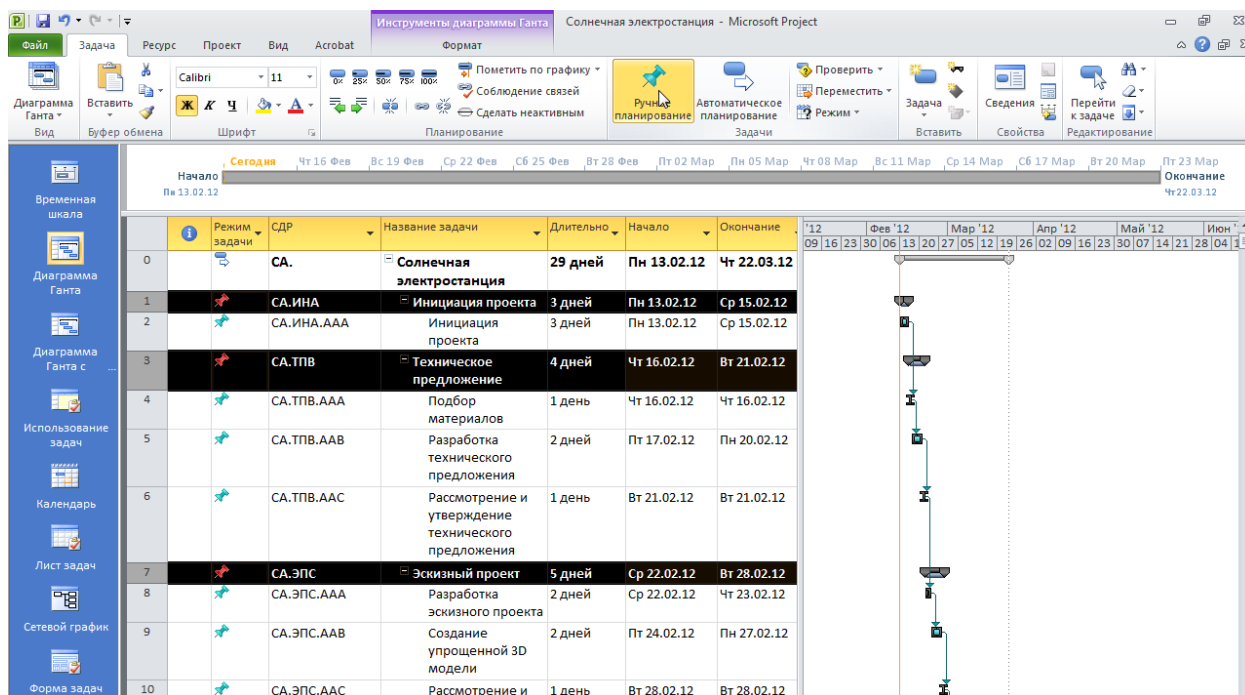 Инструменты диаграммы Ганта
Солнечная электростанция - Microsoft Project
Файл Задача Ресурс Проект Вид Acrobat Формат
Диаграмма Ганта
Вид
Вставить
Буфер обмена
Calibri 11
Ж К Ч
Шрифт
0% 25% 50% 75% 100%
Пометить по графику
Соблюдение связей
Сделать неактивным
Планирование
Ручное планирование
Автоматическое планирование
Проверить
Переместить
Режим
Задачи
Задача
Вставить
Сведения
Свойства
Перейти к задаче
Редактирование
Сегодня Чт 16 Фев Вс 19 Фев Ср 22 Фев Сб 25 Фев Вт 28 Фев Пт 02 Мар Пн 05 Мар Чт 08 Мар Вс 11 Мар Ср 14 Мар Сб 17 Мар Вт 20 Мар Пт 23 Мар
Начало
Пн 13.02.12
Окончание
Чт 22.03.12
Временная
шкала
Диаграмма
Ганта
Диаграмма
Ганта с ...
Использование
задач
Календарь
Лист задач
Сетевой график
Форма задач
Режим задачи СДР Название задачи Длительно Начало Окончание
'12 Фев '12 Мар '12 Апр '12 Май '12 Июн '
09 16 23 30 06 13 20 27 05 12 19 26 02 09 16 23 30 07 14 21 28 04
0 СА. Солнечная электростанция 29 дней Пн 13.02.12 Чт 22.03.12
1 СА.ИНА Инициация проекта 3 дней Пн 13.02.12 Ср 15.02.12
2 СА.ИНА.ААА Инициация проекта 3 дней Пн 13.02.12 Ср 15.02.12
3 СА.ТПВ Техническое предложение 4 дней Чт 16.02.12 Вт 21.02.12
4 СА.ТПВ.ААА Подбор материалов 1 день Чт 16.02.12 Чт 16.02.12
5 СА.ТПВ.ААВ Разработка технического предложения 2 дней Пт 17.02.12 Пн 20.02.12
6 СА.ТПВ.ААС Рассмотрение и утверждение технического предложения 1 день Вт 21.02.12 Вт 21.02.12
7 СА.ЭПС Эскизный проект 5 дней Ср 22.02.12 Вт 28.02.12
8 СА.ЭПС.ААА Разработка эскизного проекта 2 дней Ср 22.02.12 Чт 23.02.12
9 СА.ЭПС.ААВ Создание упрощенной 3D модели 2 дней Пт 24.02.12 Пн 27.02.12
10 СА.ЭПС.ААС Рассмотрение и 1 день Вт 28.02.12 Вт 28.02.12